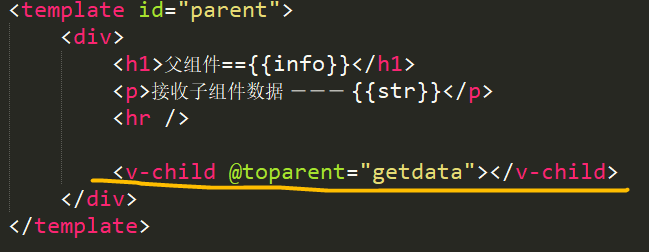 <template id="parent">
<div>
<h1>父组件=={{info}}</h1>
<p>接收子组件数据 －－－ {{str}}</p>
<hr />
<v-child @toparent="getdata"></v-child>
</div>
</template>